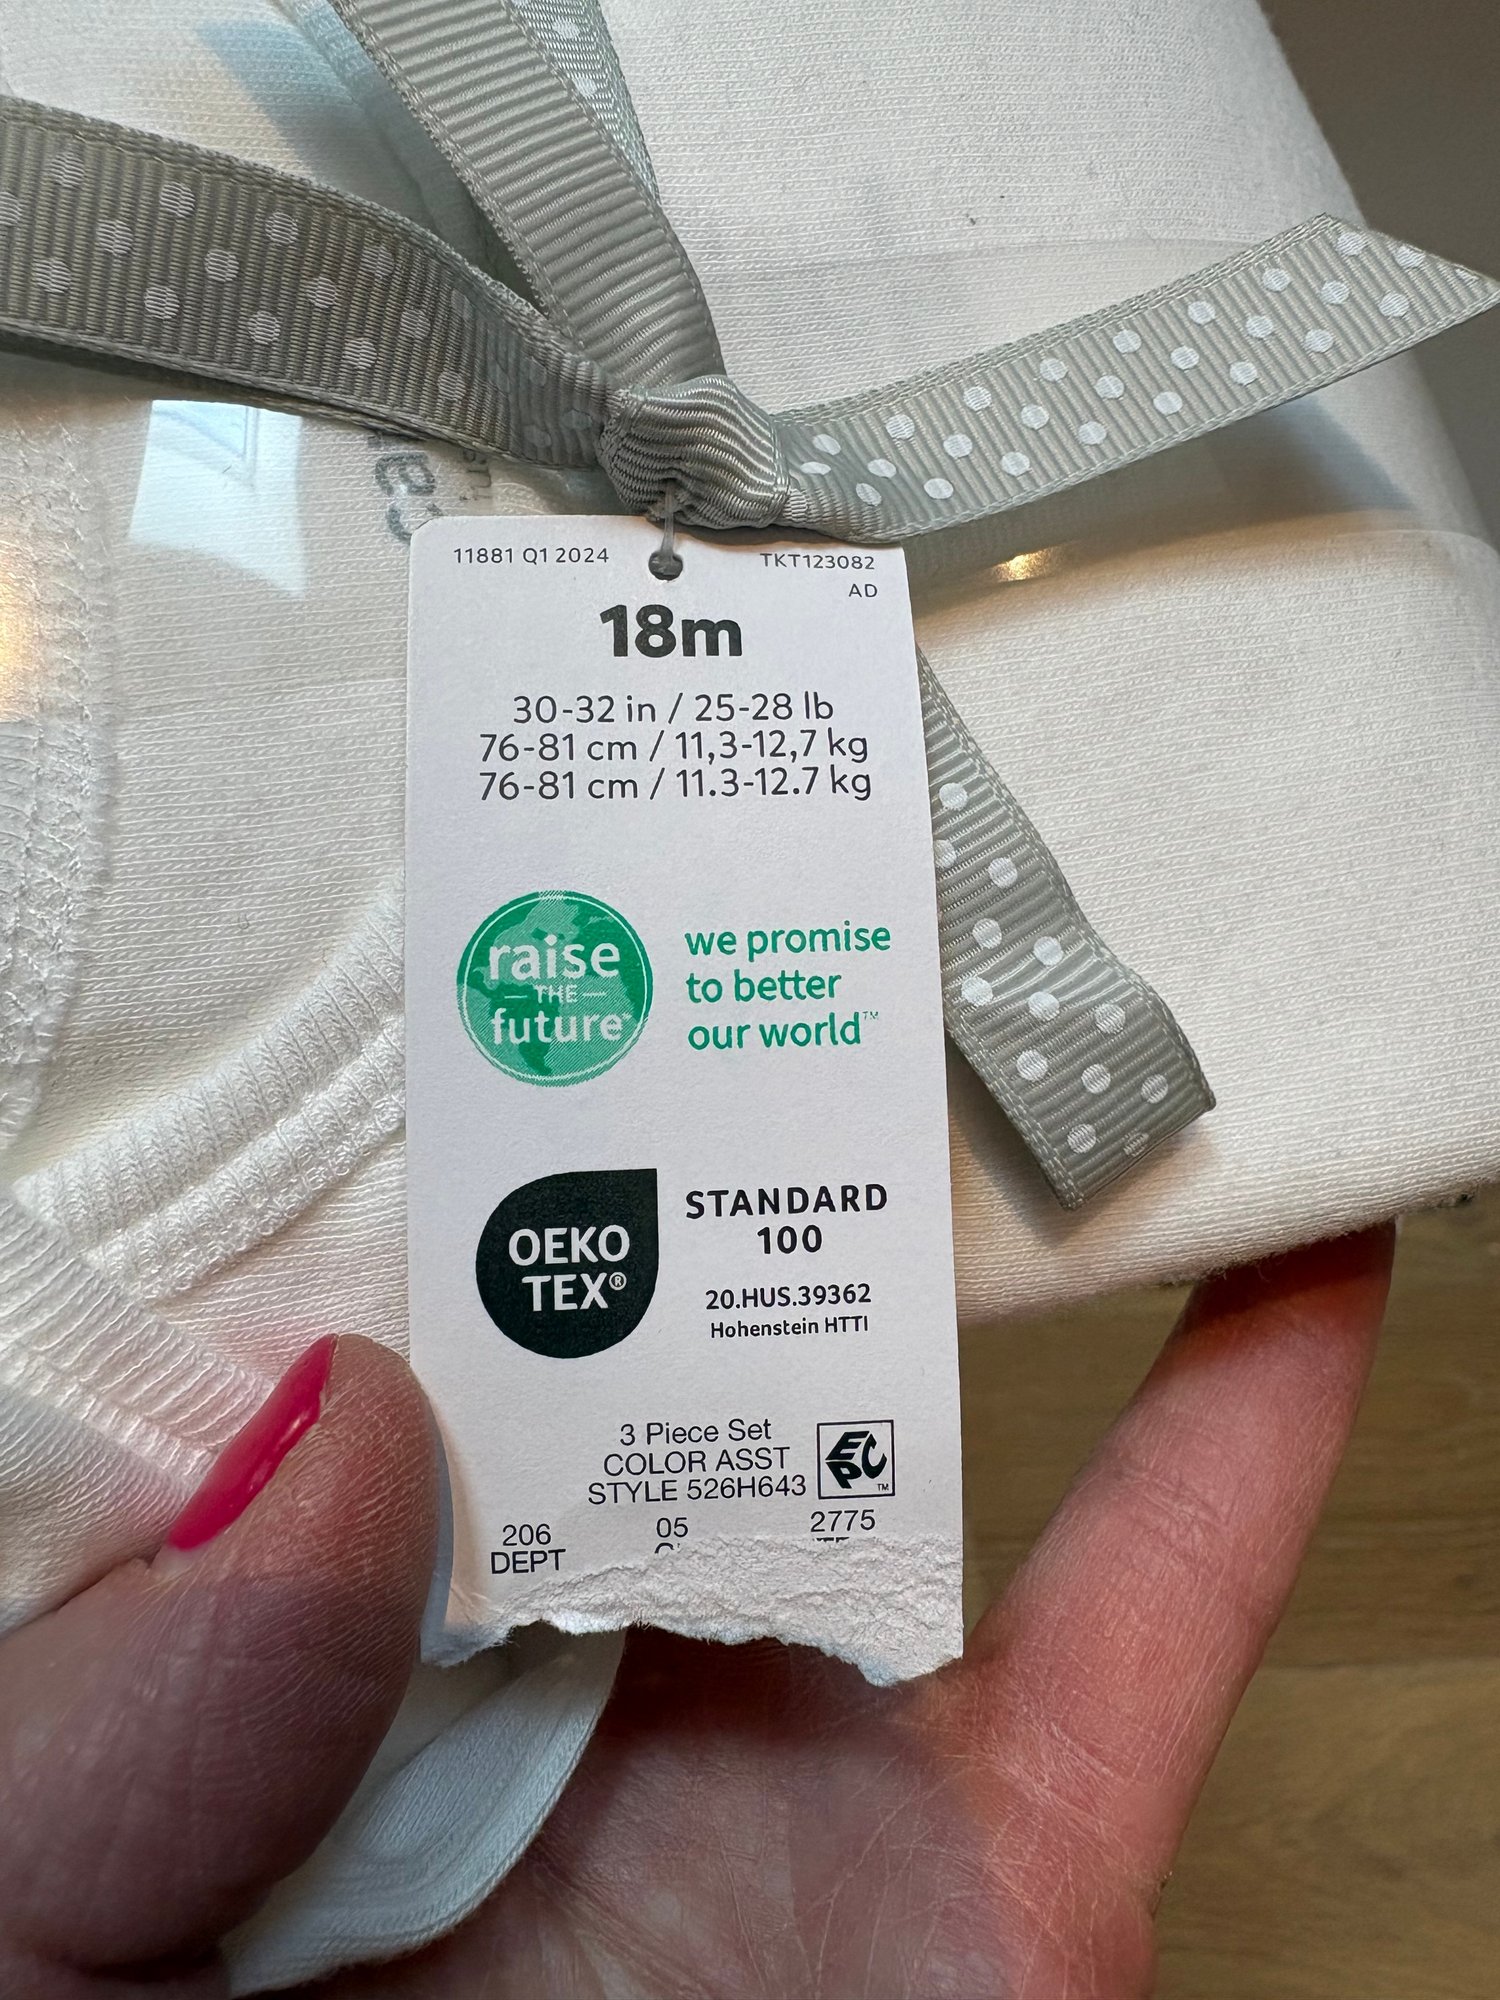 11881 Q1 2024
TKT123082
AD
18m
30-32 in / 25-28 lb
76-81 cm / 11,3-12,7 kg
76-81 cm / 11.3-12.7 kg
raise
THE
future™
we promise
to better
our world™
OEKO
TEX®
STANDARD
100
20.HUS.39362
Hohenstein HTTI
3 Piece Set
COLOR ASST
STYLE 526H643
EPC™
206 05 2775
DEPT